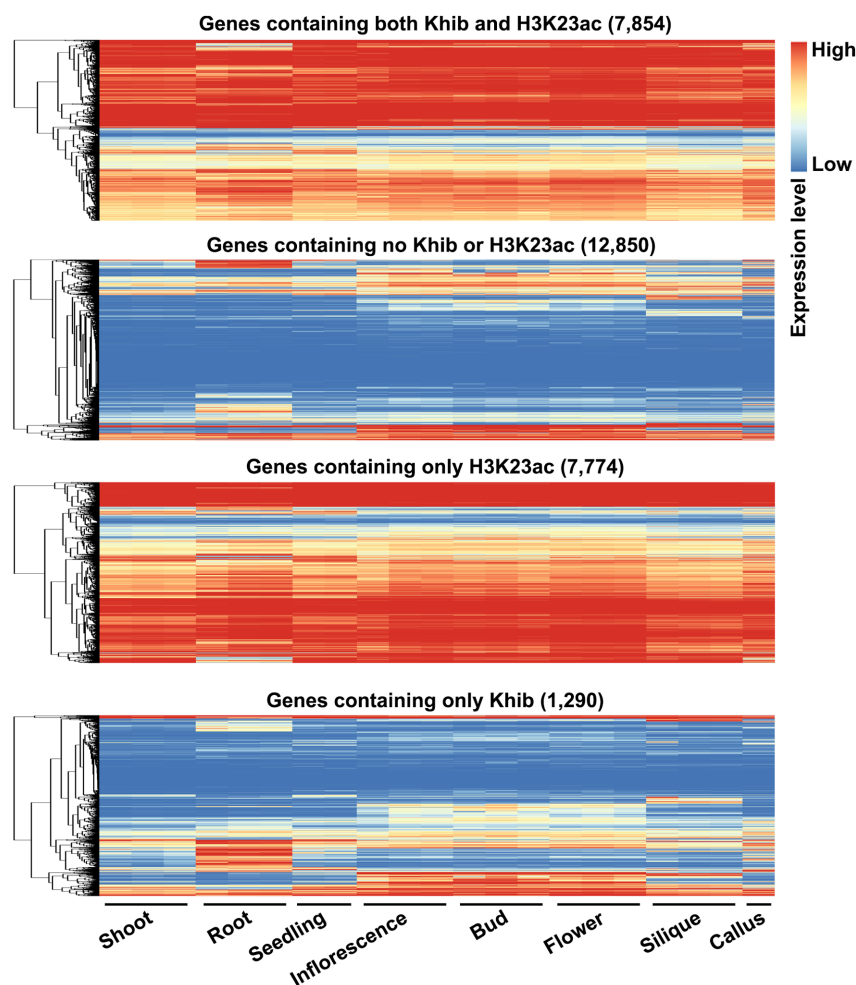 Genes containing both Khib and H3K23ac (7,854)
High
Low
Expression level
Genes containing no Khib or H3K23ac (12,850)
Genes containing only H3K23ac (7,774)
Genes containing only Khib (1,290)
Shoot
Root
Seedling
Inflorescence
Bud
Flower
Silique
Callus